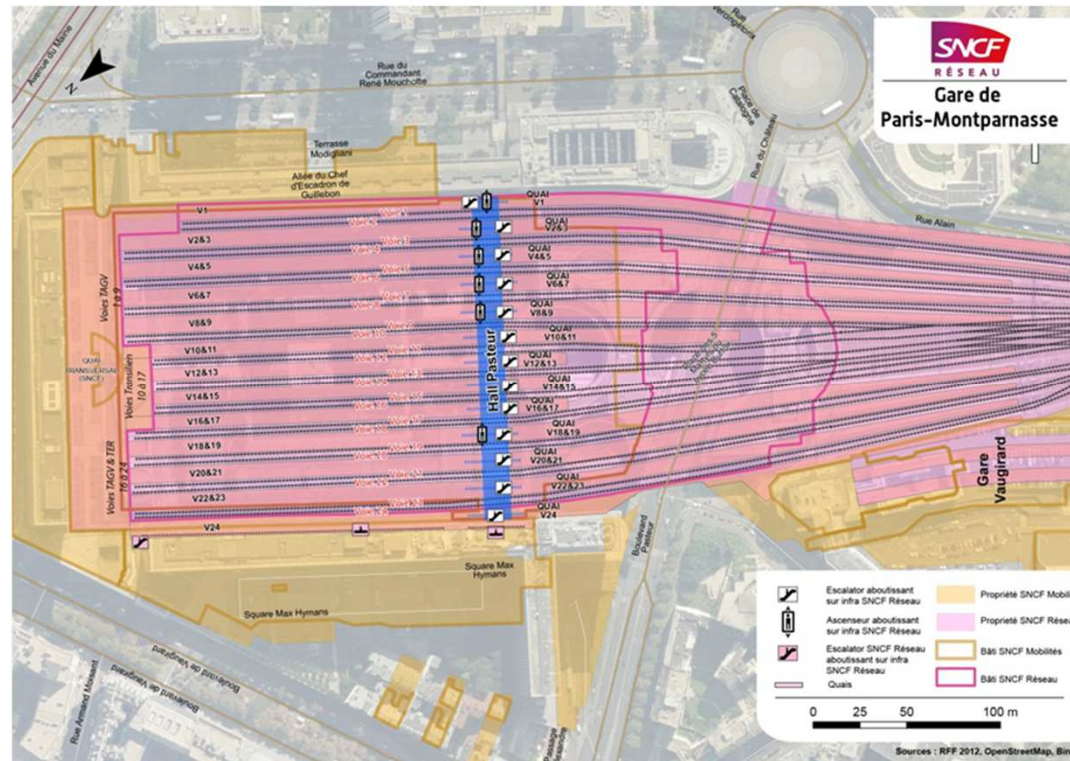 Avenue du Maine
N
Rue du
Commandant
René Mouchotte
Rue
Vercingétorix
Place de
Catalogne
Rue du Château
Rue Alain
SNCF
RÉSEAU
Gare de
Paris-Montparnasse
Terrasse
Modigliani
Allée du Chef
d'Escadron de
Guillebon
Voies TAGV
1 à 9
QUAI
TRANSVERSAL
(SNCF)
Voies Transilien
10 à 17
Voies TAGV & TER
V1
V2&3
V4&5
V6&7
V8&9
V10&11
V12&13
V14&15
V16&17
V18&19
V20&21
V22&23
V24
Hall Pasteur
QUAI
V1
QUAI
V2&3
QUAI
V4&5
QUAI
V6&7
QUAI
V8&9
QUAI
V10&11
QUAI
V12&13
QUAI
V14&15
QUAI
V16&17
QUAI
V18&19
QUAI
V20&21
QUAI
V22&23
QUAI
V24
Gare
Vaugirard
Boulevard
Pasteur
Square Max
Hymans
Square Max Hymans
Boulevard de Vaugirard
Boulevard de Vaugirard
Rue Armand Moisant
Passage
Alexandre
Escalator aboutissant
sur infra SNCF Réseau
Ascenseur aboutissant
sur infra SNCF Réseau
Escalator SNCF Réseau
aboutissant sur infra
SNCF Réseau
Quais
Propriété SNCF Mobili
Propriété SNCF Résea
Bâti SNCF Mobilités
Bâti SNCF Réseau
0 25 50 100 m
Sources : RFF 2012, OpenStreetMap, Bin